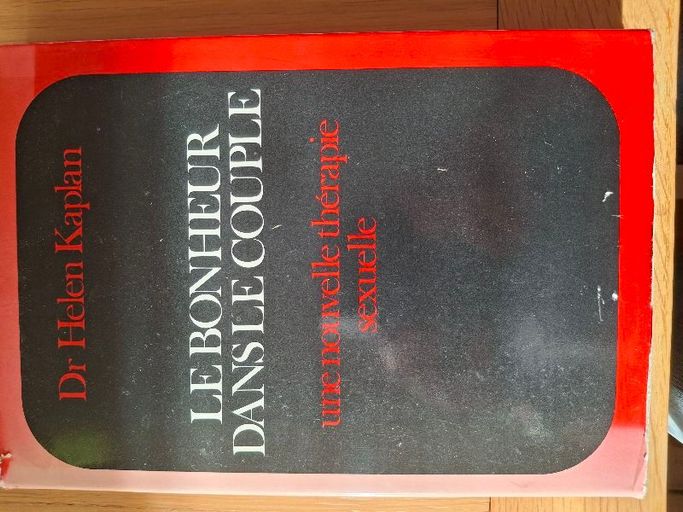 Dr Helen Kaplan
LE BONHEUR
DANS LE COUPLE
une nouvelle thérapie
sexuelle